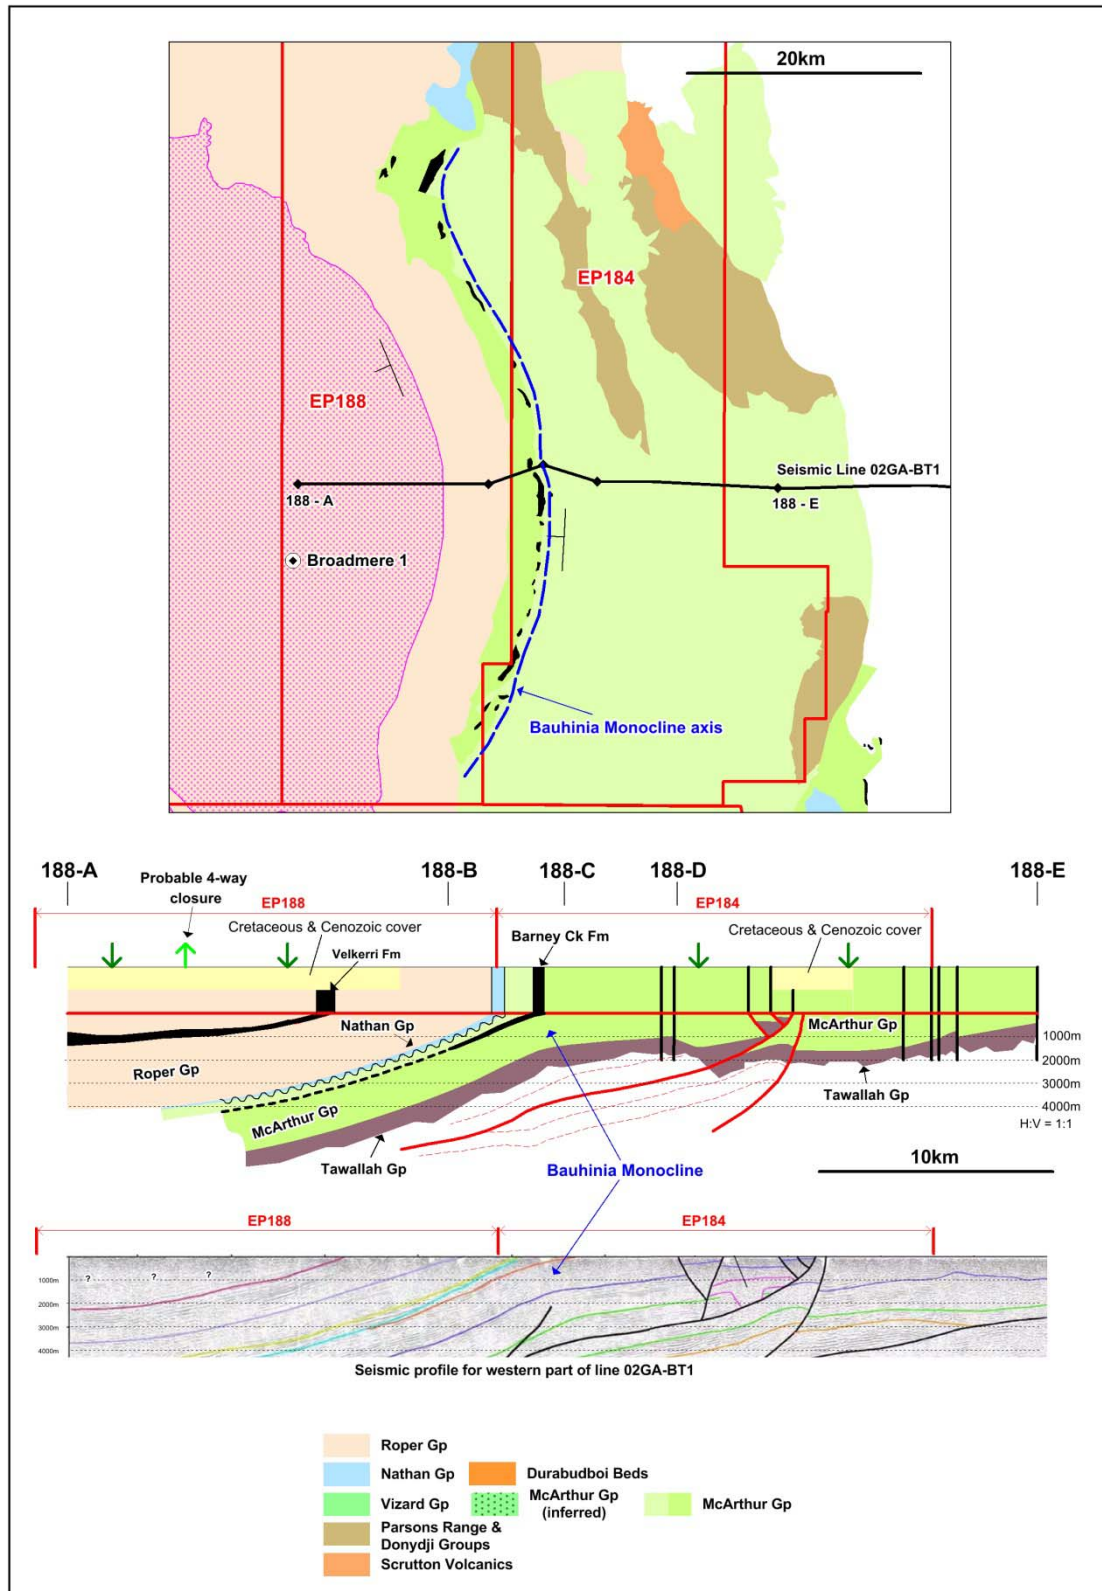 20km
EP184
EP188
Seismic Line 02GA-BT1
188 - A
188 - E
Broadmere 1
Bauhinia Monocline axis
188-A
188-B
188-C
188-D
188-E
Probable 4-way
closure
EP188
EP184
Cretaceous & Cenozoic cover
Velkerri Fm
Barney Ck Fm
Cretaceous & Cenozoic cover
Nathan Gp
McArthur Gp
Roper Gp
McArthur Gp
Tawallah Gp
Tawallah Gp
1000m
2000m
3000m
4000m
H:V = 1:1
Bauhinia Monocline
10km
EP188
EP184
? ? ?
1000m
2000m
3000m
4000m
Seismic profile for western part of line 02GA-BT1
Roper Gp
Nathan Gp
Durabudboi Beds
Vizard Gp
McArthur Gp
(inferred)
McArthur Gp
Parsons Range &
Donydji Groups
Scrutton Volcanics